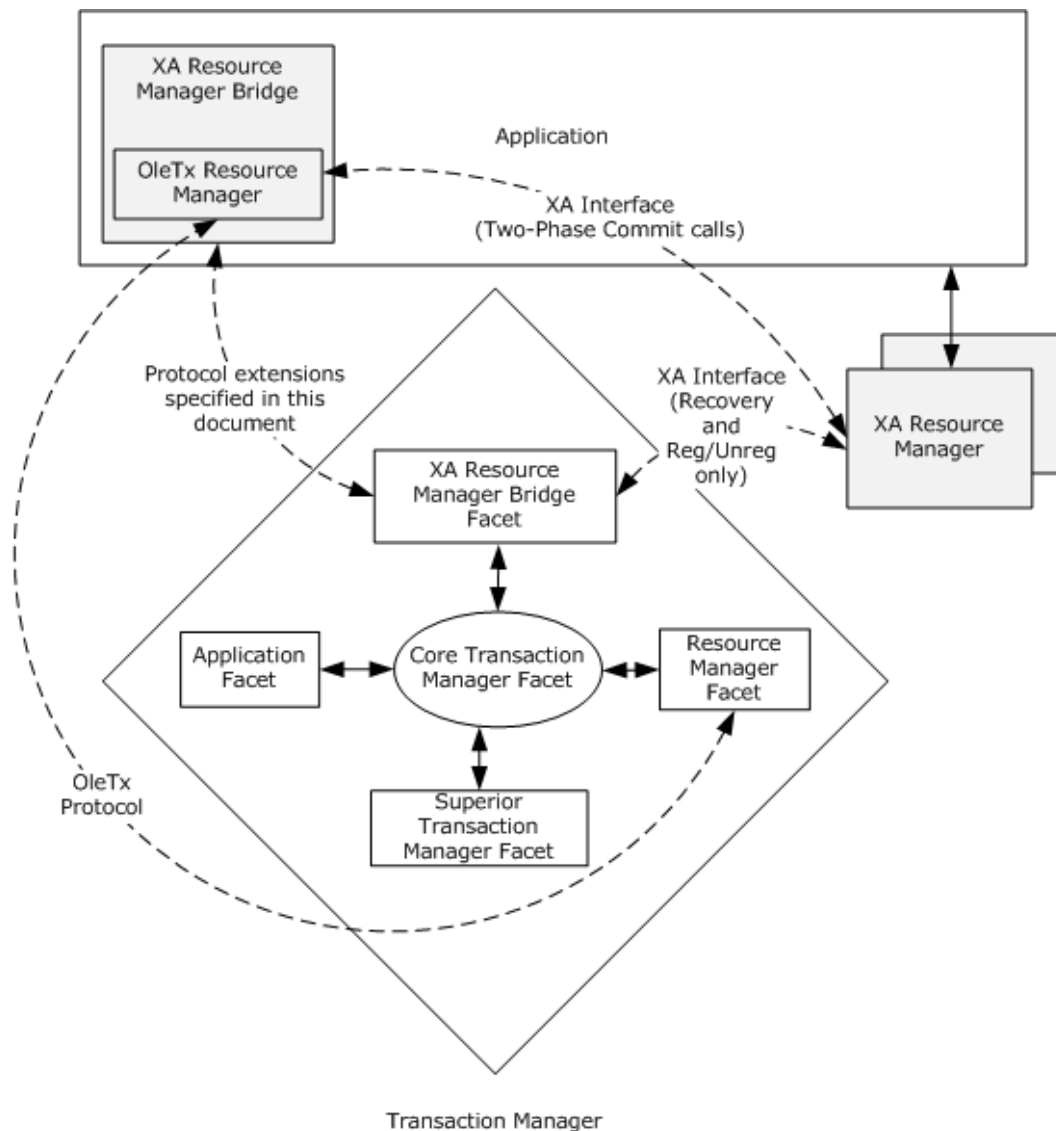 XA Resource
Manager Bridge
OleTx Resource
Manager
Application
XA Interface
(Two-Phase Commit calls)
Protocol extensions
specified in this
document
XA Interface
(Recovery
and
Reg/Unreg
only)
XA Resource
Manager
XA Resource
Manager Bridge
Facet
Application
Facet
Core Transaction
Manager Facet
Resource
Manager
Facet
OleTx
Protocol
Superior
Transaction
Manager Facet
Transaction Manager